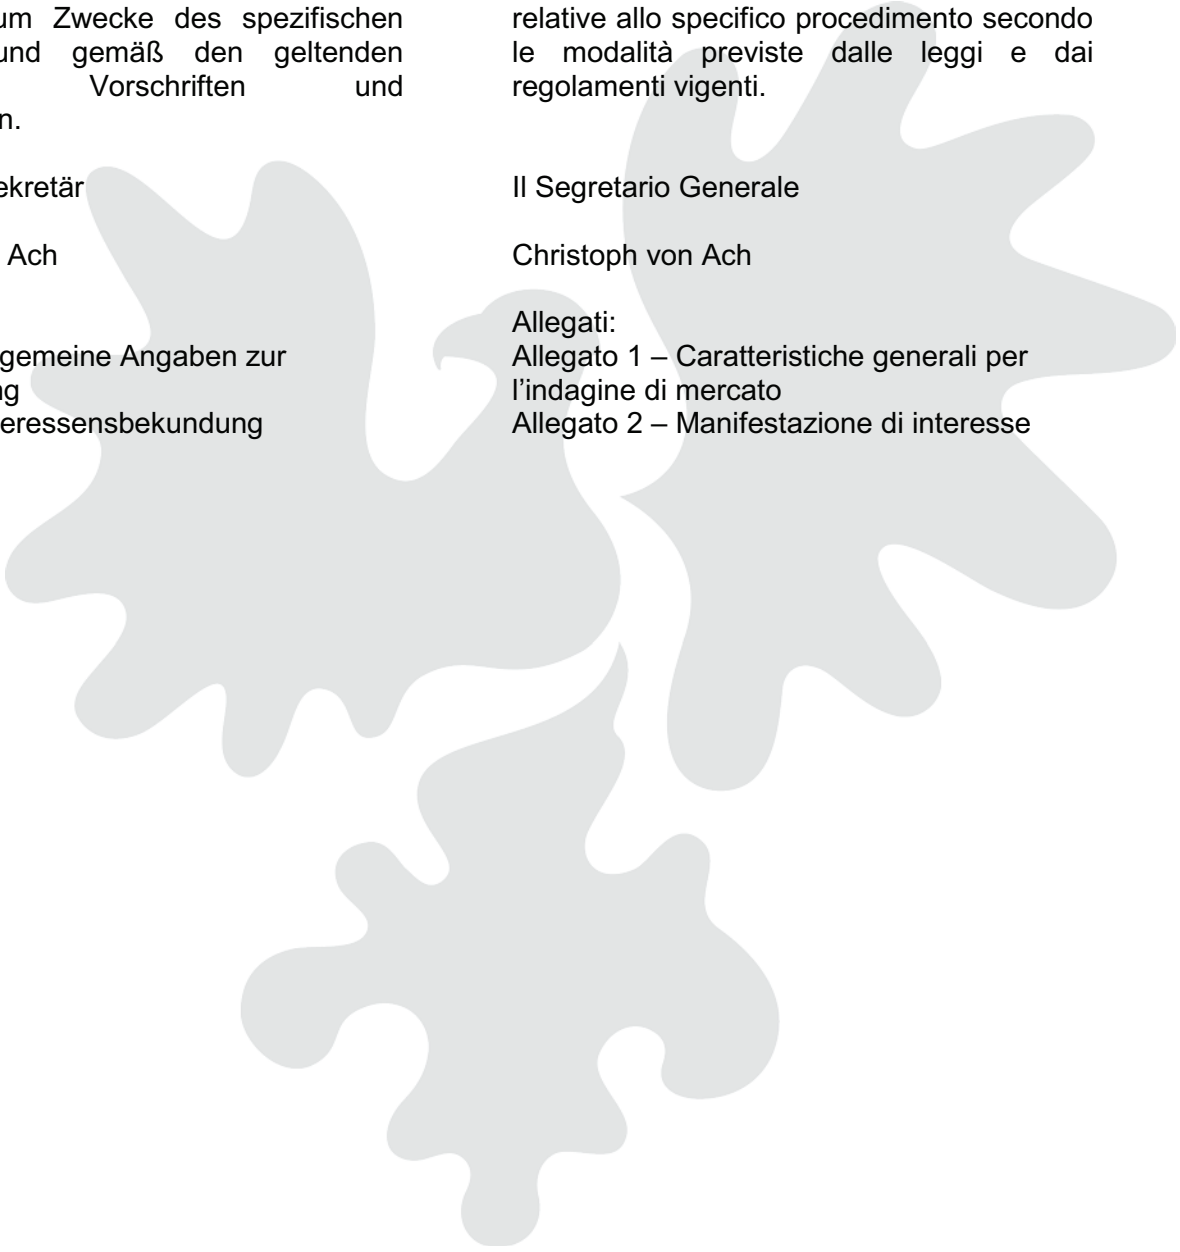 um Zwecke des spezifischen
und gemäß den geltenden
Vorschriften und
n.
ekretär
Ach
gemeine Angaben zur
ng
eressensbekundung
relative allo specifico procedimento secondo
le modalità previste dalle leggi e dai
regolamenti vigenti.
Il Segretario Generale
Christoph von Ach
Allegati:
Allegato 1 – Caratteristiche generali per
l’indagine di mercato
Allegato 2 – Manifestazione di interesse